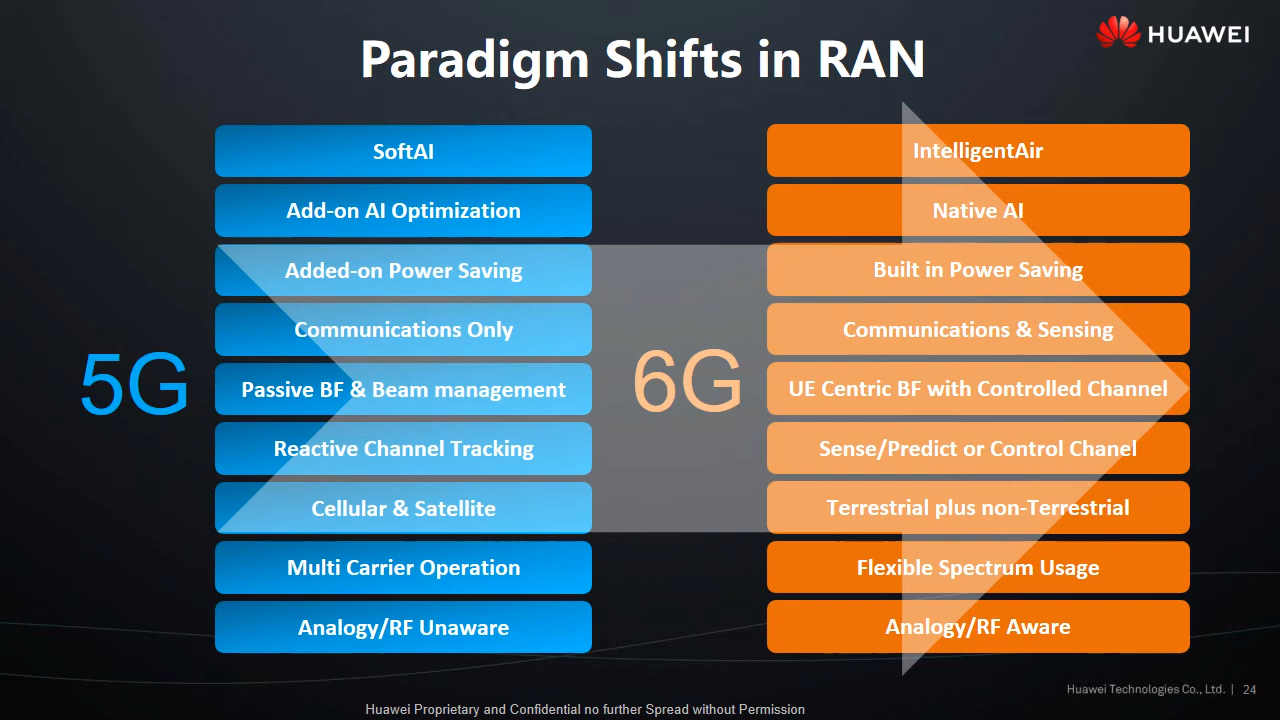 HUAWEI
Paradigm Shifts in RAN
5G
SoftAI
Add-on AI Optimization
Added-on Power Saving
Communications Only
Passive BF & Beam management
Reactive Channel Tracking
Cellular & Satellite
Multi Carrier Operation
Analogy/RF Unaware
6G
IntelligentAir
Native AI
Built in Power Saving
Communications & Sensing
UE Centric BF with Controlled Channel
Sense/Predict or Control Chanel
Terrestrial plus non-Terrestrial
Flexible Spectrum Usage
Analogy/RF Aware
Huawei Technologies Co., Ltd. | 24
Huawei Proprietary and Confidential no further Spread without Permission